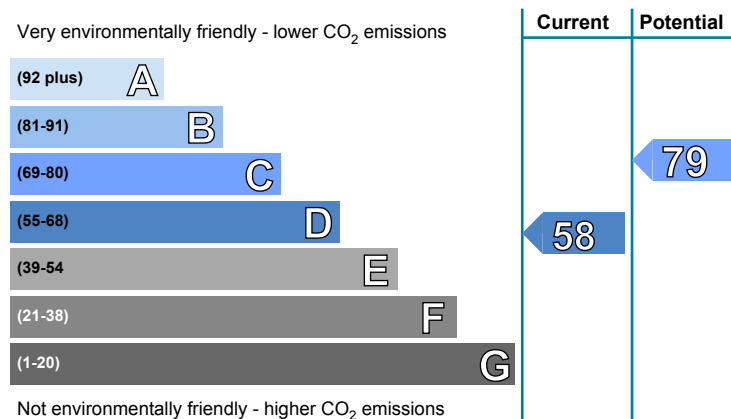 Current Potential
Very environmentally friendly - lower CO₂ emissions
(92 plus) A
(81-91) B
(69-80) C
79
(55-68) D
58
(39-54 E
(21-38) F
(1-20) G
Not environmentally friendly - higher CO₂ emissions